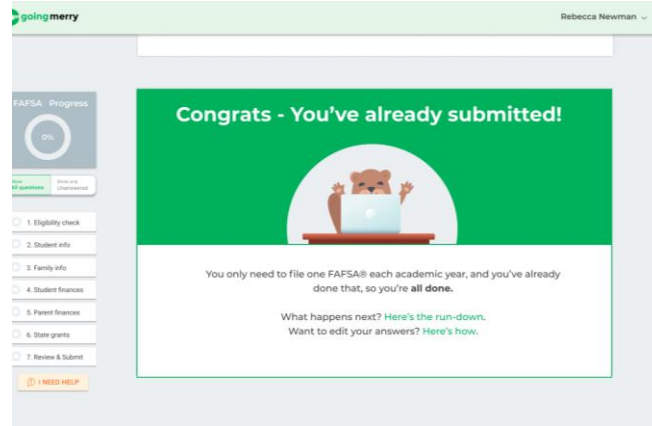 goingmerry
Rebecca Newman
FAFSA Progress
0%
Show
All questions
Show only
Unanswered
1. Eligibility check
2. Student info
3. Family info
4. Student finances
5. Parent finances
6. State grants
7. Review & Submit
I NEED HELP
Congrats - You've already submitted!
You only need to file one FAFSA® each academic year, and you've already
done that, so you're all done.
What happens next? Here's the run-down.
Want to edit your answers? Here's how.